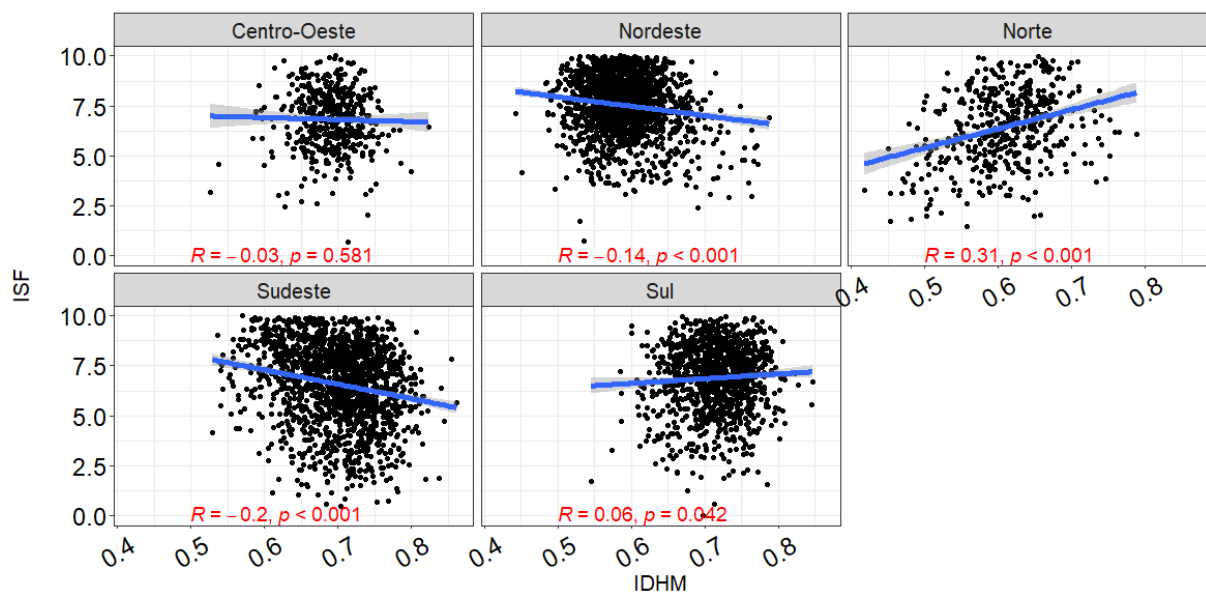 Centro-Oeste
Nordeste
Norte
10.0
7.5
5.0
2.5
0.0
R = −0.03, p = 0.581
R = −0.14, p < 0.001
R = 0.31, p < 0.001
0.4
0.5
0.6
0.7
0.8
ISF
Sudeste
Sul
10.0
7.5
5.0
2.5
0.0
R = −0.2, p < 0.001
R = 0.06, p = 0.042
0.4
0.5
0.6
0.7
0.8
0.4
0.5
0.6
0.7
0.8
IDHM